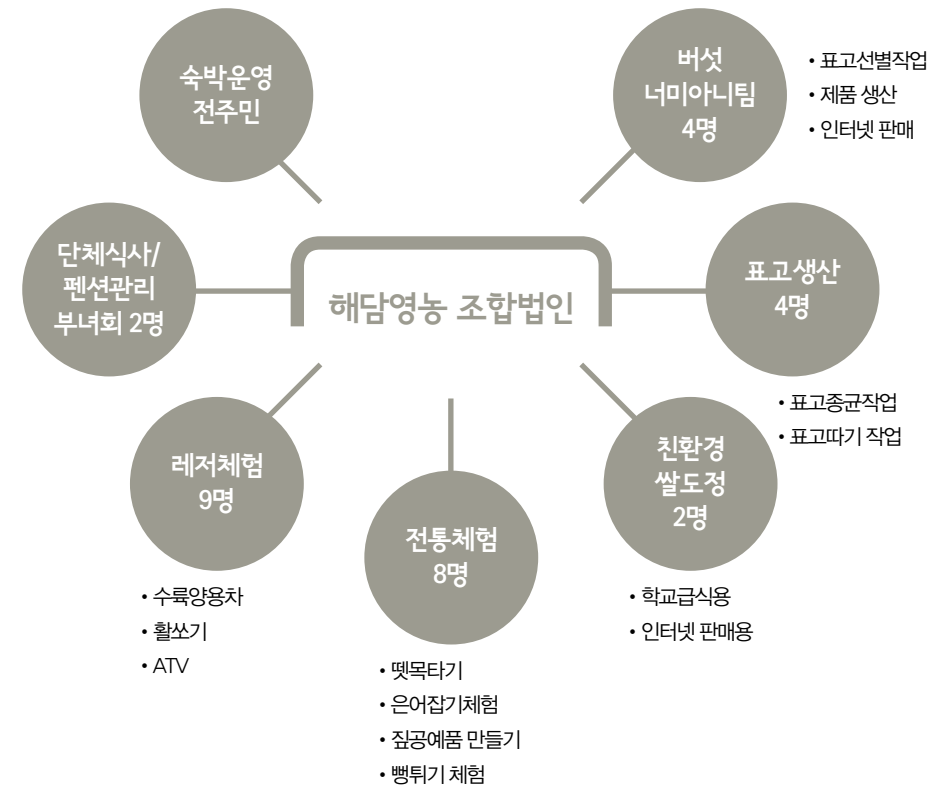 숙박운영
전주민
버섯
너미아니팀
4명
• 표고선별작업
• 제품 생산
• 인터넷 판매
단체식사/
펜션관리
부녀회 2명
해담영농 조합법인
표고생산
4명
• 표고종균작업
• 표고따기 작업
레저체험
9명
• 수륙양용차
• 활쏘기
• ATV
전통체험
8명
• 뗏목타기
• 은어잡기체험
• 짚공예품 만들기
• 뻥튀기 체험
친환경
쌀도정
2명
• 학교급식용
• 인터넷 판매용